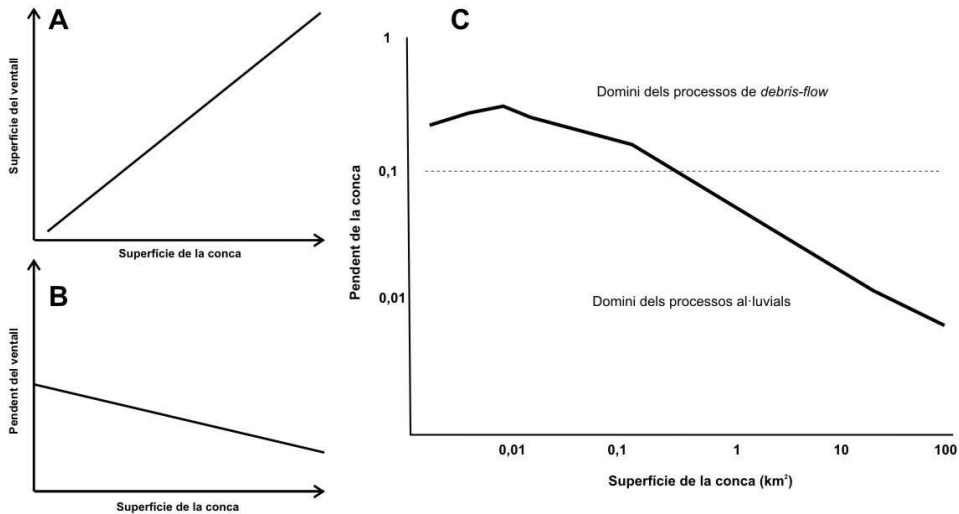 A
Superfície del ventall
Superfície de la conca
B
Pendent del ventall
Superfície de la conca
C
Pendent de la conca
1
0,1
0,01
Domini dels processos de debris-flow
Domini dels processos al·luvials
0,01
0,1
1
10
100
Superfície de la conca (km²)